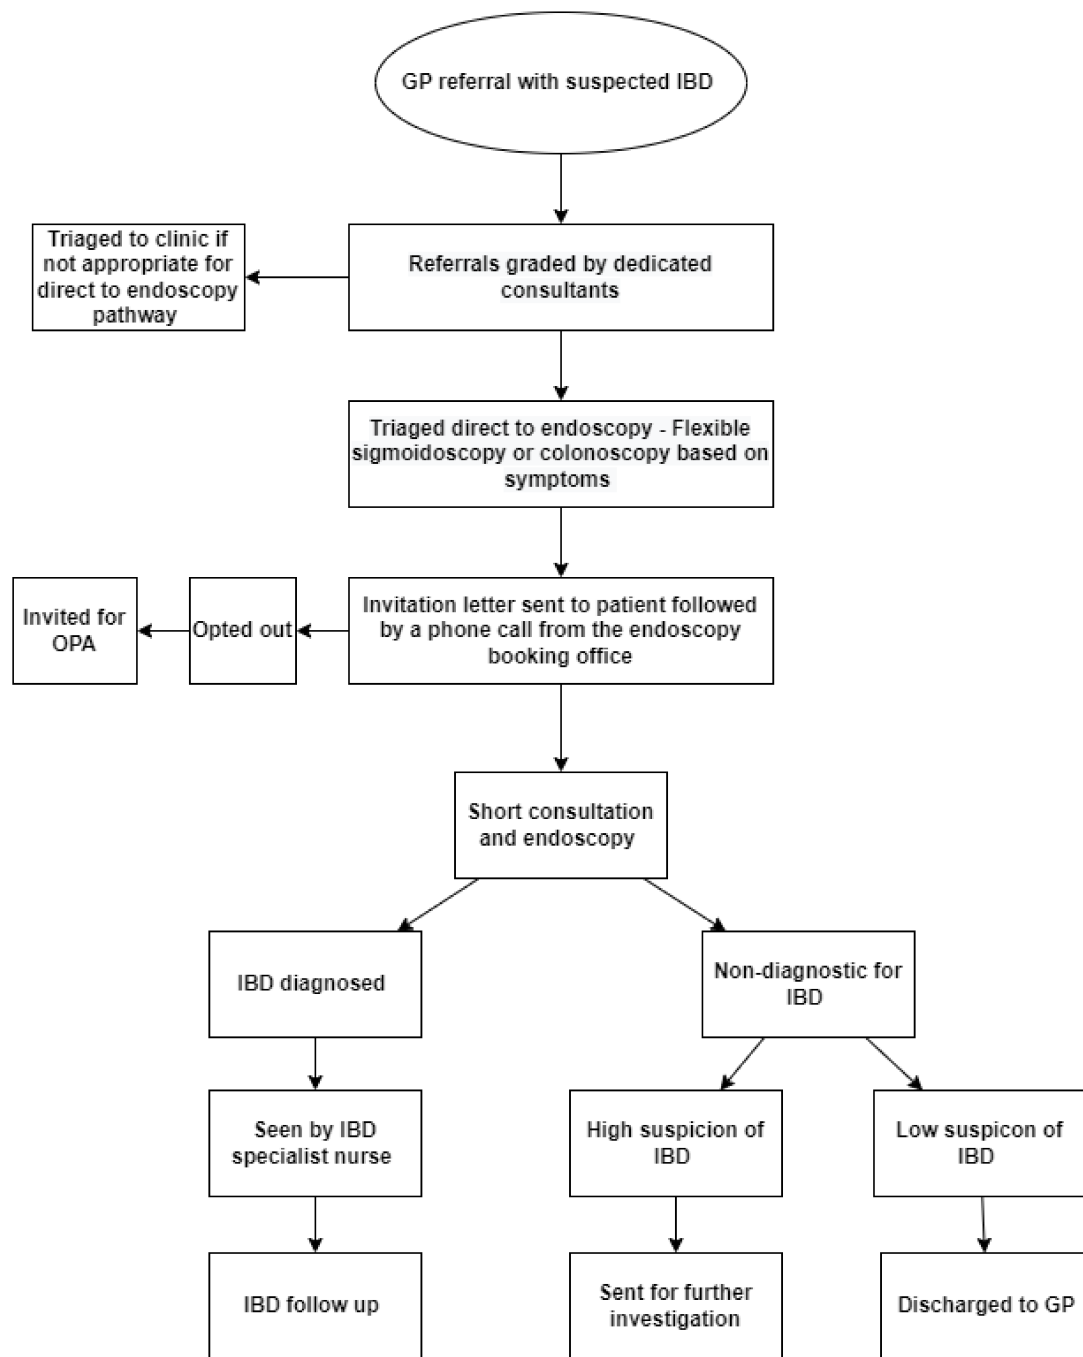 GP referral with suspected IBD
Triaged to clinic if
not appropriate for
direct to endoscopy
pathway
Referrals graded by dedicated
consultants
Triaged direct to endoscopy - Flexible
sigmoidoscopy or colonoscopy based on
symptoms
Invited for
OPA
Opted out
Invitation letter sent to patient followed
by a phone call from the endoscopy
booking office
Short consultation
and endoscopy
IBD diagnosed
Non-diagnostic for
IBD
Seen by IBD
specialist nurse
High suspicion of
IBD
Low suspicon of
IBD
IBD follow up
Sent for further
investigation
Discharged to GP